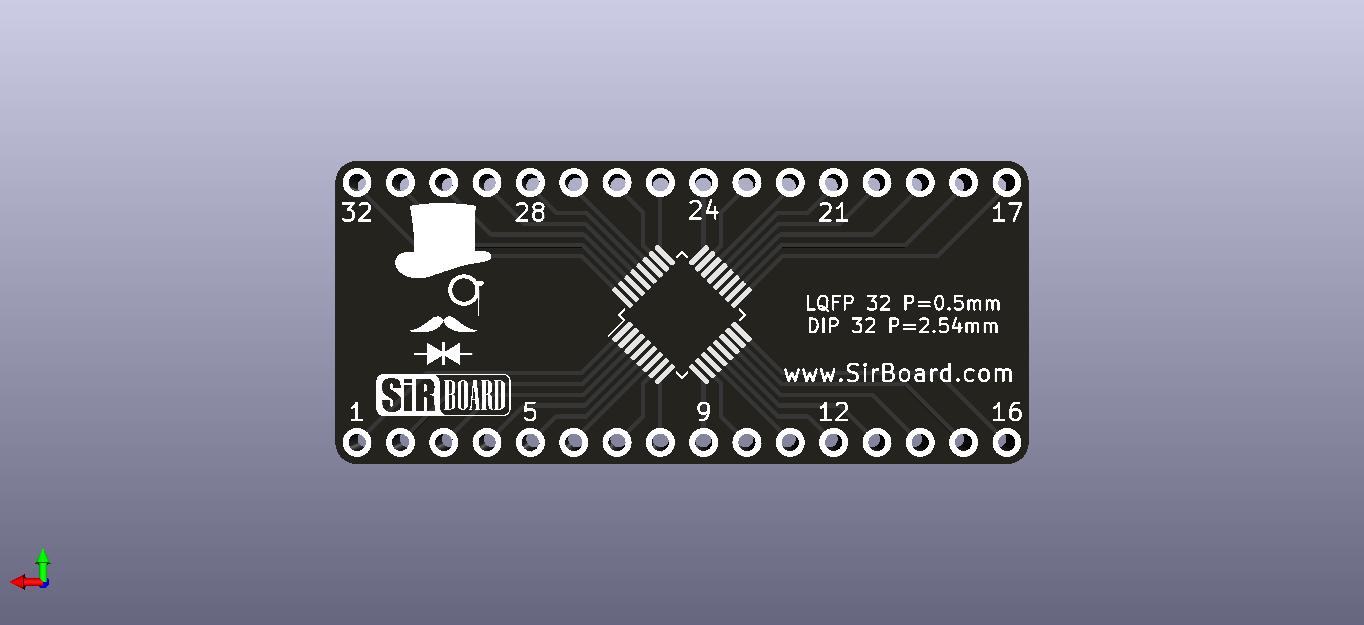 32 28 24 21 17
LQFP 32 P=0.5mm
DIP 32 P=2.54mm
www.SirBoard.com
SiR BOARD
1 5 9 12 16